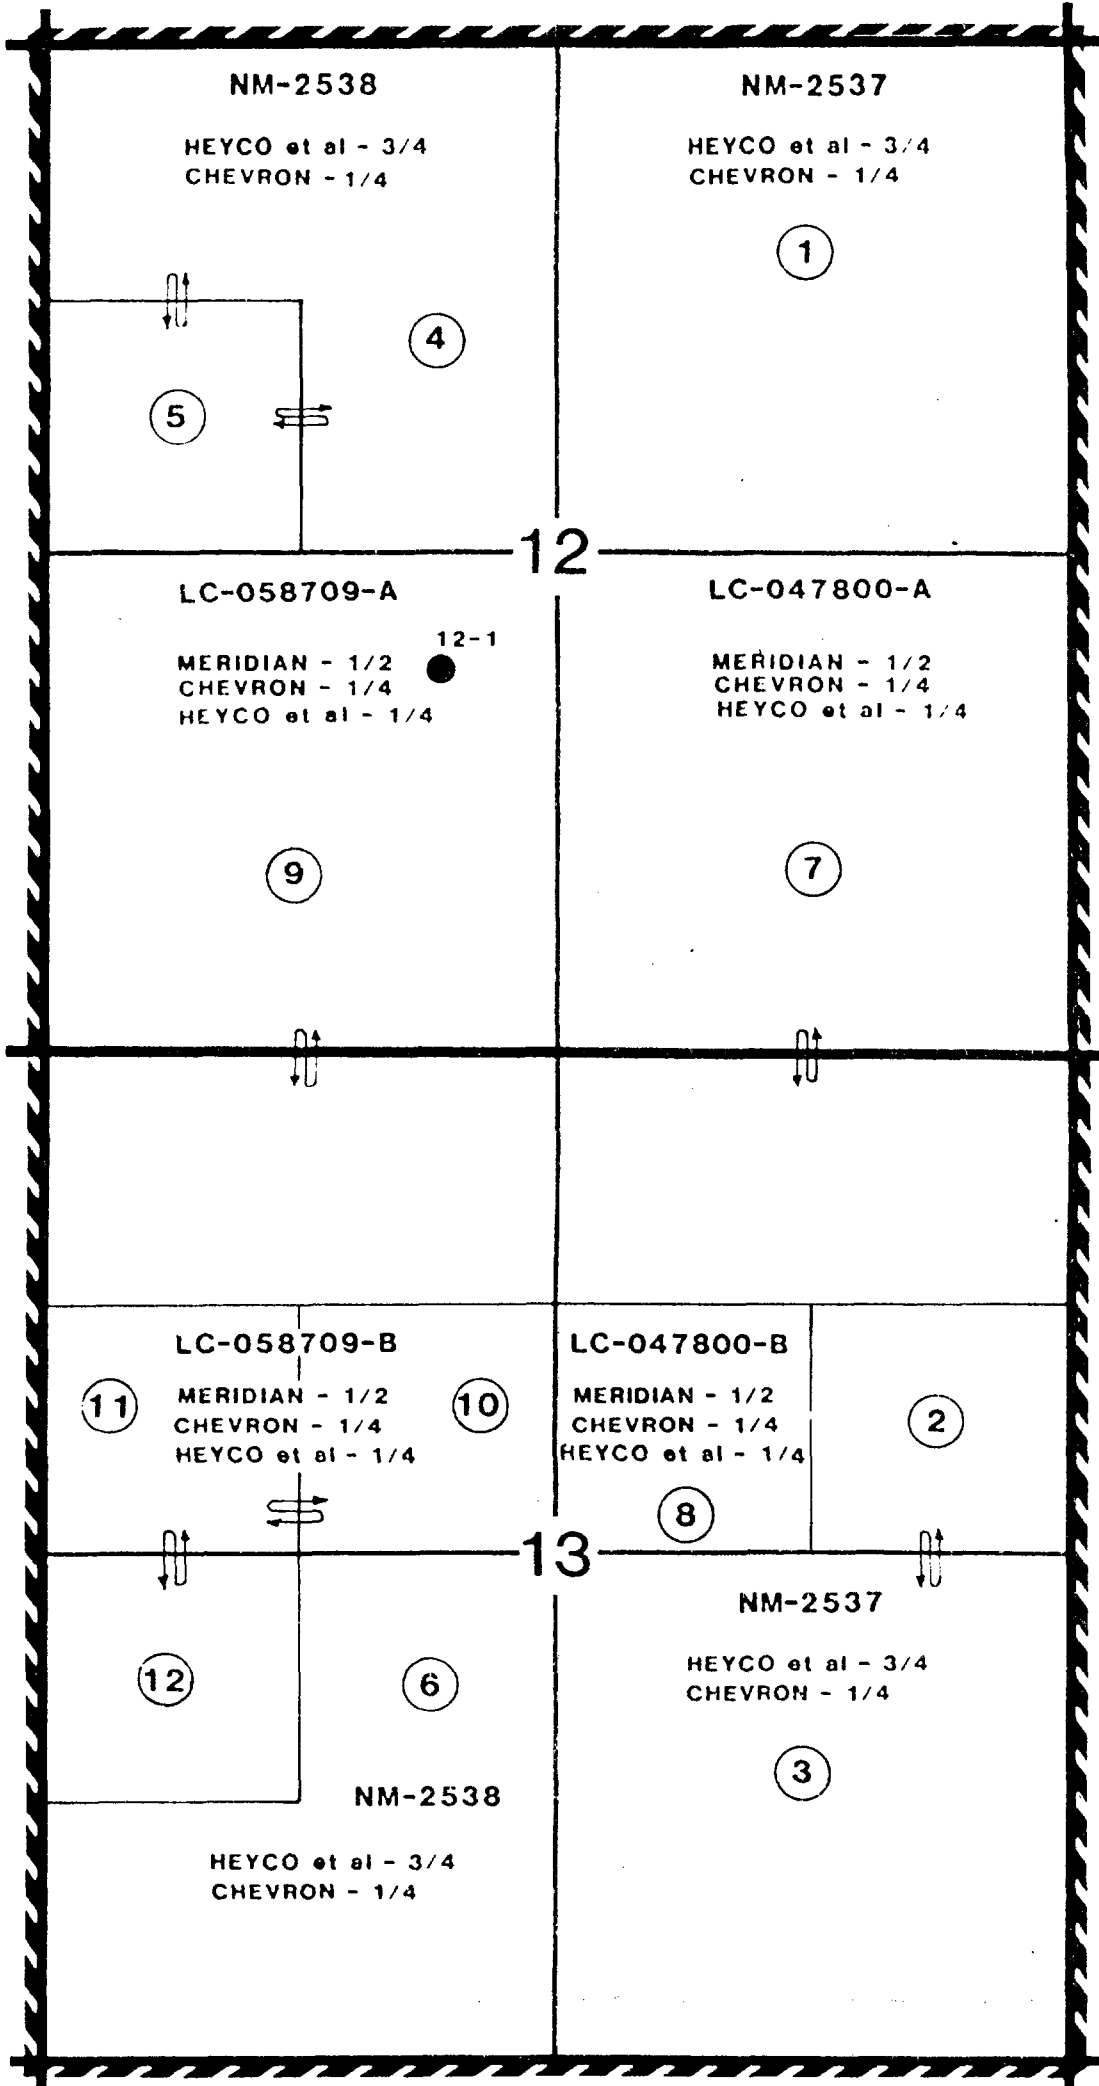 NM-2538
HEYCO et al - 3/4
CHEVRON - 1/4
NM-2537
HEYCO et al - 3/4
CHEVRON - 1/4
1
4
5
12
LC-058709-A
12-1
MERIDIAN - 1/2
CHEVRON - 1/4
HEYCO et al - 1/4
LC-047800-A
MERIDIAN - 1/2
CHEVRON - 1/4
HEYCO et al - 1/4
9
7
LC-058709-B
11
MERIDIAN - 1/2
CHEVRON - 1/4
HEYCO et al - 1/4
10
LC-047800-B
MERIDIAN - 1/2
CHEVRON - 1/4
HEYCO et al - 1/4
2
8
13
NM-2537
HEYCO et al - 3/4
CHEVRON - 1/4
12
6
3
NM-2538
HEYCO et al - 3/4
CHEVRON - 1/4